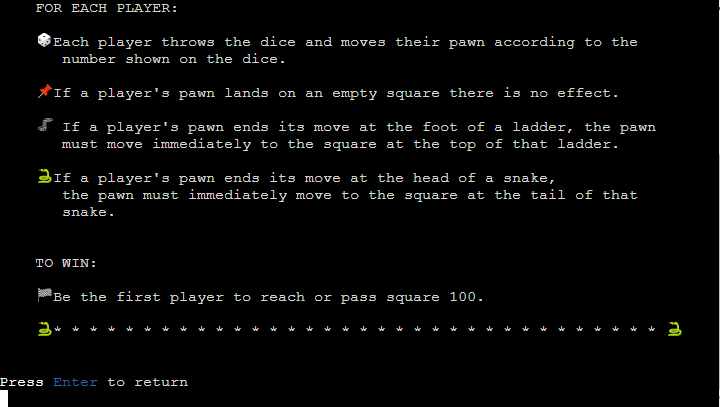 FOR EACH PLAYER:
Each player throws the dice and moves their pawn according to the
number shown on the dice.
If a player's pawn lands on an empty square there is no effect.
If a player's pawn ends its move at the foot of a ladder, the pawn
must move immediately to the square at the top of that ladder.
If a player's pawn ends its move at the head of a snake,
the pawn must immediately move to the square at the tail of that
snake.
TO WIN:
Be the first player to reach or pass square 100.
* * * * * * * * * * * * * * * * * * * * * * * * * * * * * * * * * *
Press Enter to return